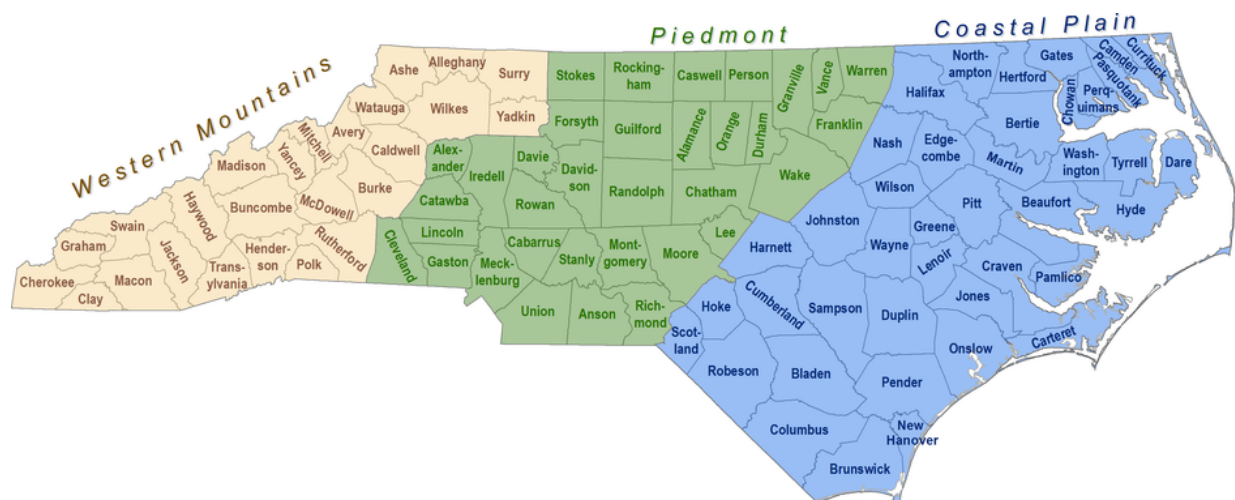 Western Mountains
Piedmont
Coastal Plain
Ashe
Alleghany
Surry
Watauga
Wilkes
Yadkin
Mitchell
Avery
Yancey
Caldwell
Madison
Burke
McDowell
Buncombe
Haywood
Swain
Graham
Jackson
Rutherford
Hender-
son
Polk
Trans-
ylvania
Macon
Cherokee
Clay
Stokes
Rocking-
ham
Caswell
Person
Granville
Vance
Warren
Forsyth
Guilford
Alamance
Orange
Durham
Franklin
Alex-
ander
Iredell
Davie
David-
son
Randolph
Chatham
Wake
Catawba
Rowan
Lincoln
Cleveland
Gaston
Meck-
lenburg
Cabarrus
Stanly
Mont-
gomery
Moore
Lee
Union
Anson
Rich-
mond
North-
ampton
Gates
Camden
Currituck
Pasquotank
Hertford
Halifax
Chowan
Perq-
uimans
Bertie
Nash
Edge-
combe
Martin
Wash-
ington
Tyrrell
Dare
Wilson
Pitt
Beaufort
Hyde
Johnston
Greene
Wayne
Lenoir
Craven
Pamlico
Harnett
Jones
Hoke
Cumberland
Sampson
Duplin
Carteret
Scot-
land
Onslow
Robeson
Bladen
Pender
Columbus
New
Hanover
Brunswick